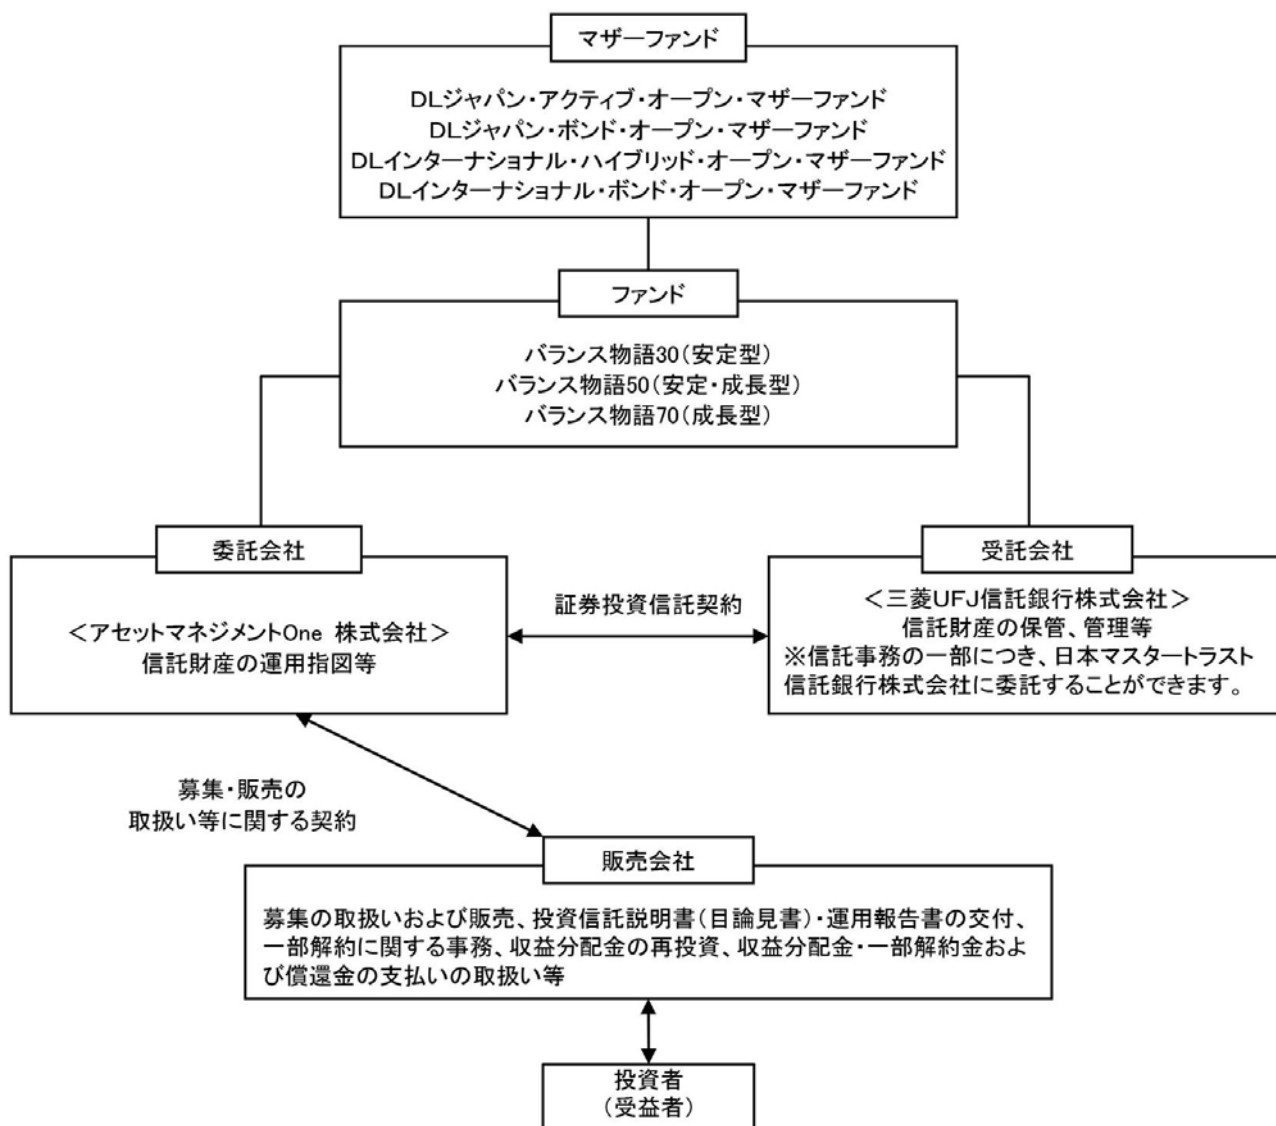 マザーファンド
DLジャパン・アクティブ・オープン・マザーファンド
DLジャパン・ボンド・オープン・マザーファンド
DLインターナショナル・ハイブリッド・オープン・マザーファンド
DLインターナショナル・ボンド・オープン・マザーファンド
ファンド
バランス物語30(安定型)
バランス物語50(安定・成長型)
バランス物語70(成長型)
委託会社
<アセットマネジメントOne 株式会社>
信託財産の運用指図等
証券投資信託契約
受託会社
<三菱UFJ信託銀行株式会社>
信託財産の保管、管理等
※信託事務の一部につき、日本マスタートラスト
信託銀行株式会社に委託することができます。
募集・販売の
取扱い等に関する契約
販売会社
募集の取扱いおよび販売、投資信託説明書(目論見書)・運用報告書の交付、
一部解約に関する事務、収益分配金の再投資、収益分配金・一部解約金およ
び償還金の支払いの取扱い等
投資者
(受益者)